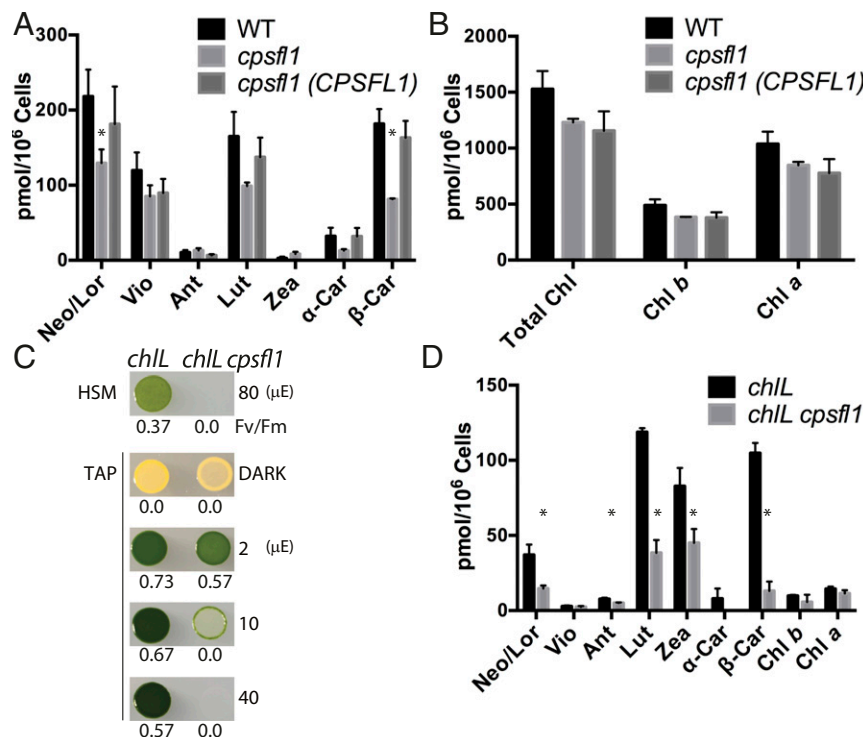 A
WT
cpsfl1
cpsfl1 (CPSFL1)
pmol/10⁶ Cells
300
200
100
0
*
*
Neo/Lor
Vio
Ant
Lut
Zea
α-Car
β-Car
B
WT
cpsfl1
cpsfl1 (CPSFL1)
pmol/10⁶ Cells
1500
1000
500
0
Total Chl
Chl b
Chl a
C
chlL chlL cpsfl1
HSM 80 (µE)
0.37 0.0 Fv/Fm
TAP DARK
0.0 0.0
2 (µE)
0.73 0.57
10
0.67 0.0
40
0.57 0.0
D
chlL
chlL cpsfl1
pmol/10⁶ Cells
150
100
50
0
* * * * *
Neo/Lor
Vio
Ant
Lut
Zea
α-Car
β-Car
Chl b
Chl a